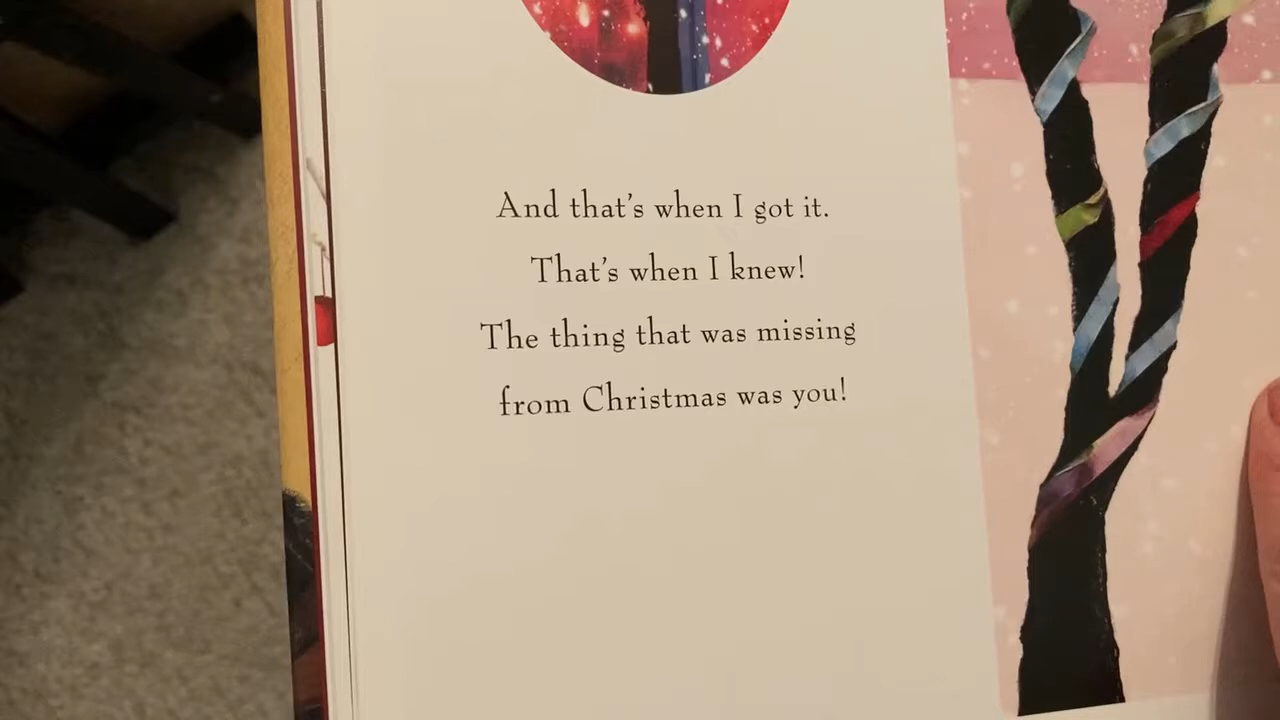 And that's when I got it.
That's when I knew!
The thing that was missing
from Christmas was you!